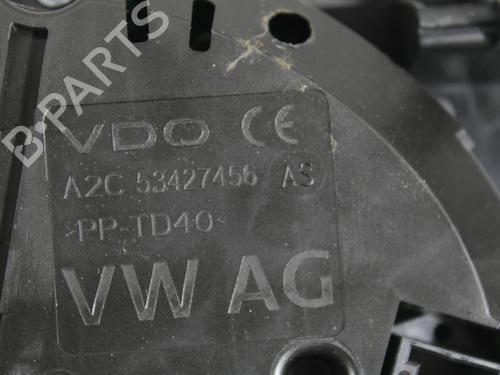 B-PARTS
VDO CE
A2C 53427456 AS
>PP-TD40<
VW AG